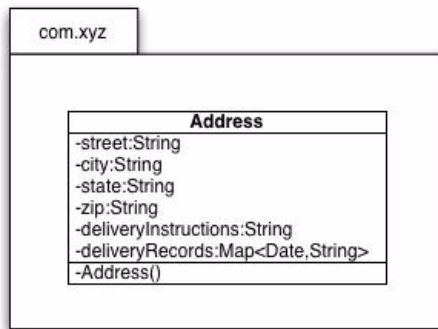 com.xyz
Address
-street:String
-city:String
-state:String
-zip:String
-deliveryInstructions:String
-deliveryRecords:Map<Date,String>
-Address()